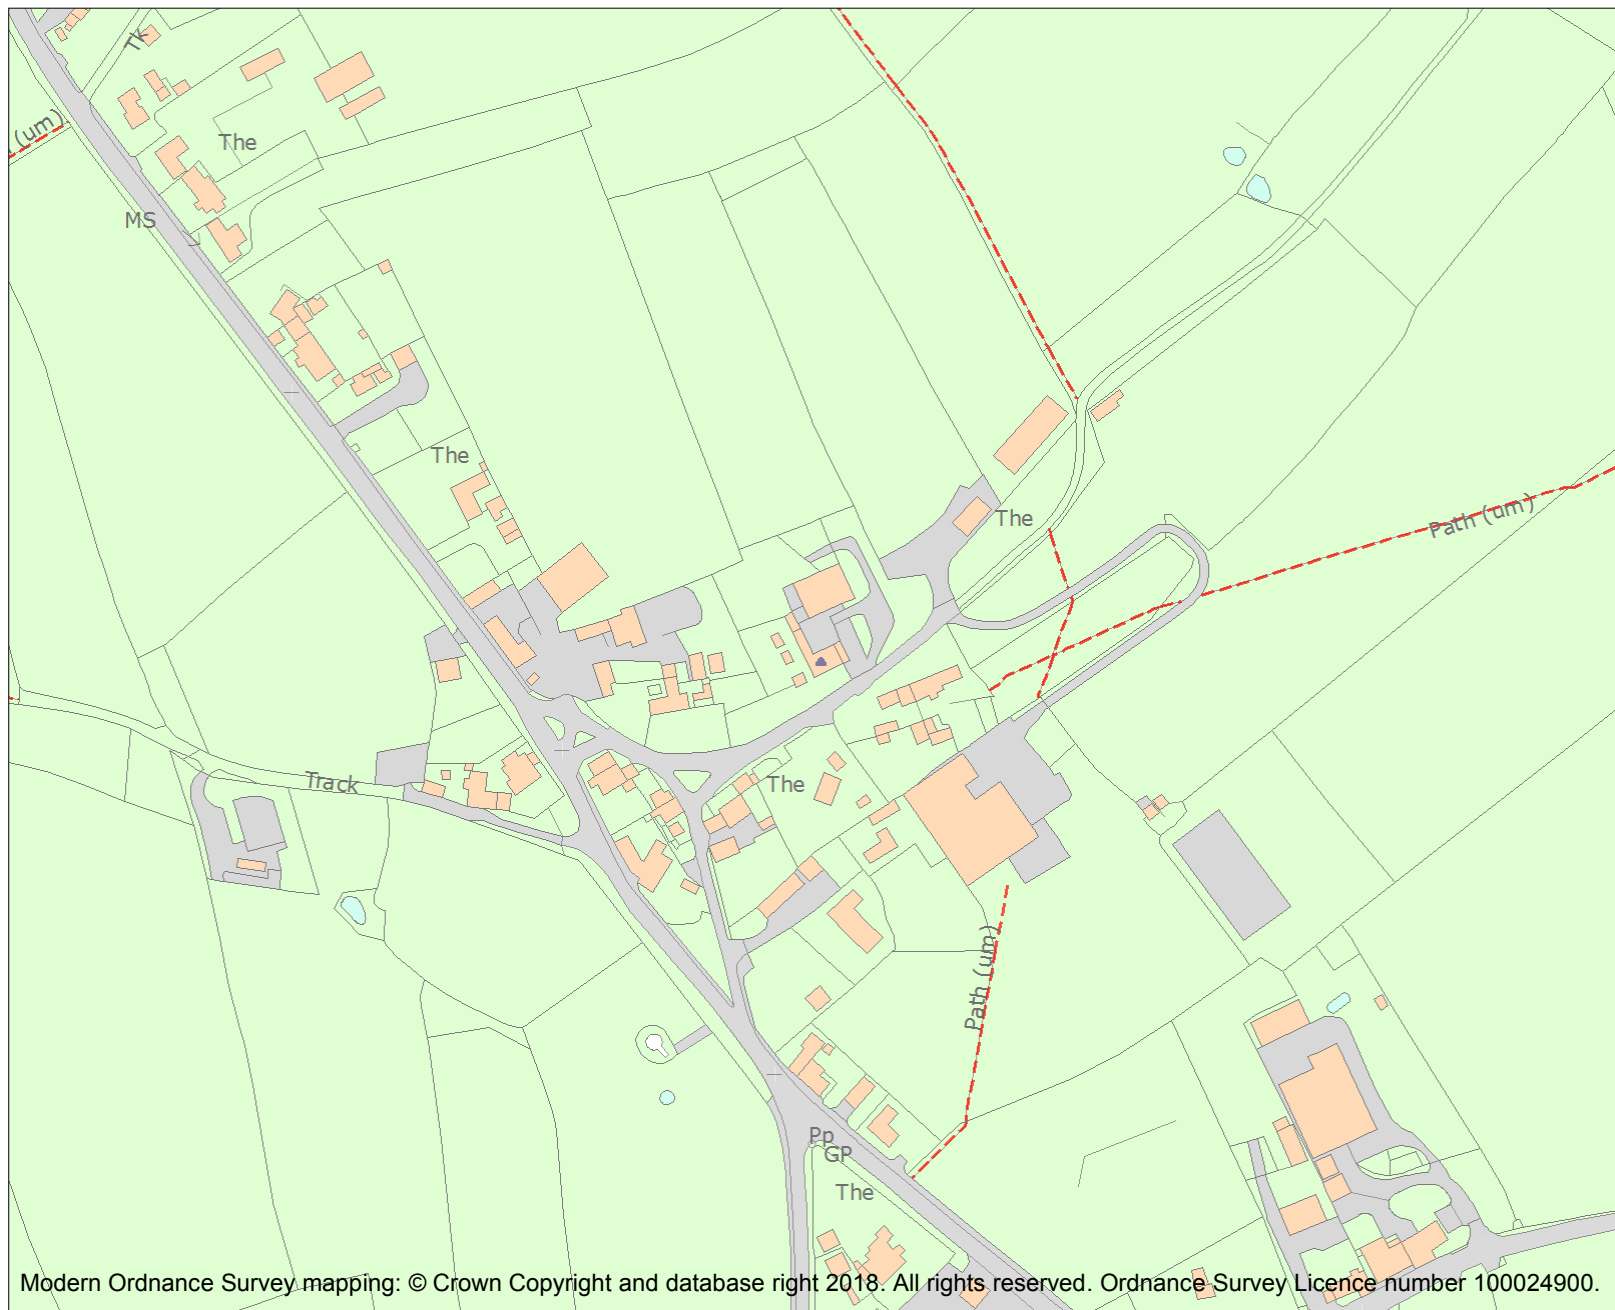 Tk
(um)
The
MS
The
The
Path (um)
Track
The
Path (um)
Pp
GP
The
Modern Ordnance Survey mapping: © Crown Copyright and database right 2018. All rights reserved. Ordnance Survey Licence number 100024900.